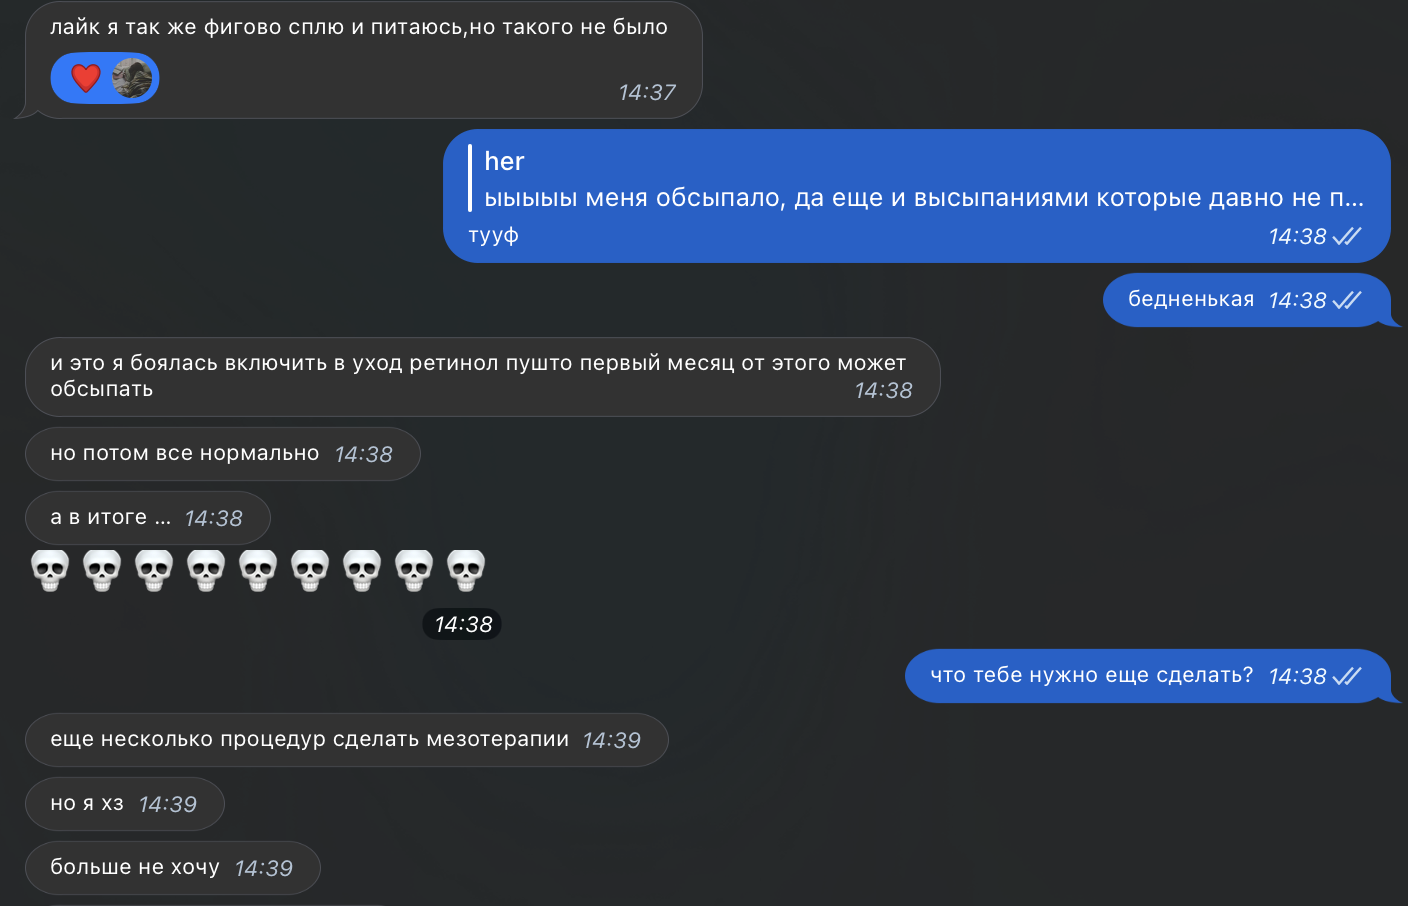 лайк я так же фигово сплю и питаюсь,но такого не было
14:37
her
ыыыыы меня обсыпало, да еще и высыпаниями которые давно не п...
тууф 14:38
бедненькая 14:38
и это я боялась включить в уход ретинол пушто первый месяц от этого может
обсыпать 14:38
но потом все нормально 14:38
а в итоге ... 14:38
14:38
что тебе нужно еще сделать? 14:38
еще несколько процедур сделать мезотерапии 14:39
но я хз 14:39
больше не хочу 14:39